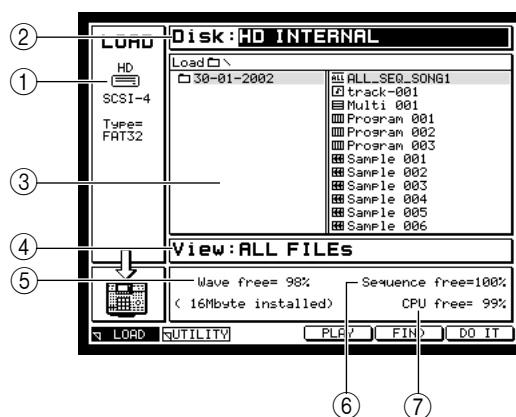 LOAD
Disk:HD INTERNAL
HD
SCSI-4
Type=
FAT32
Load \
30-01-2002
ALL ALL_SEQ_SONG1
track-001
Multi 001
Program 001
Program 002
Program 003
Sample 001
Sample 002
Sample 003
Sample 004
Sample 005
Sample 006
View:ALL FILEs
Wave free= 98%
Sequence free=100%
( 16Mbyte installed)
CPU free= 99%
LOAD
UTILITY
PLAY
FIND
DO IT
1
2
3
4
5
6
7